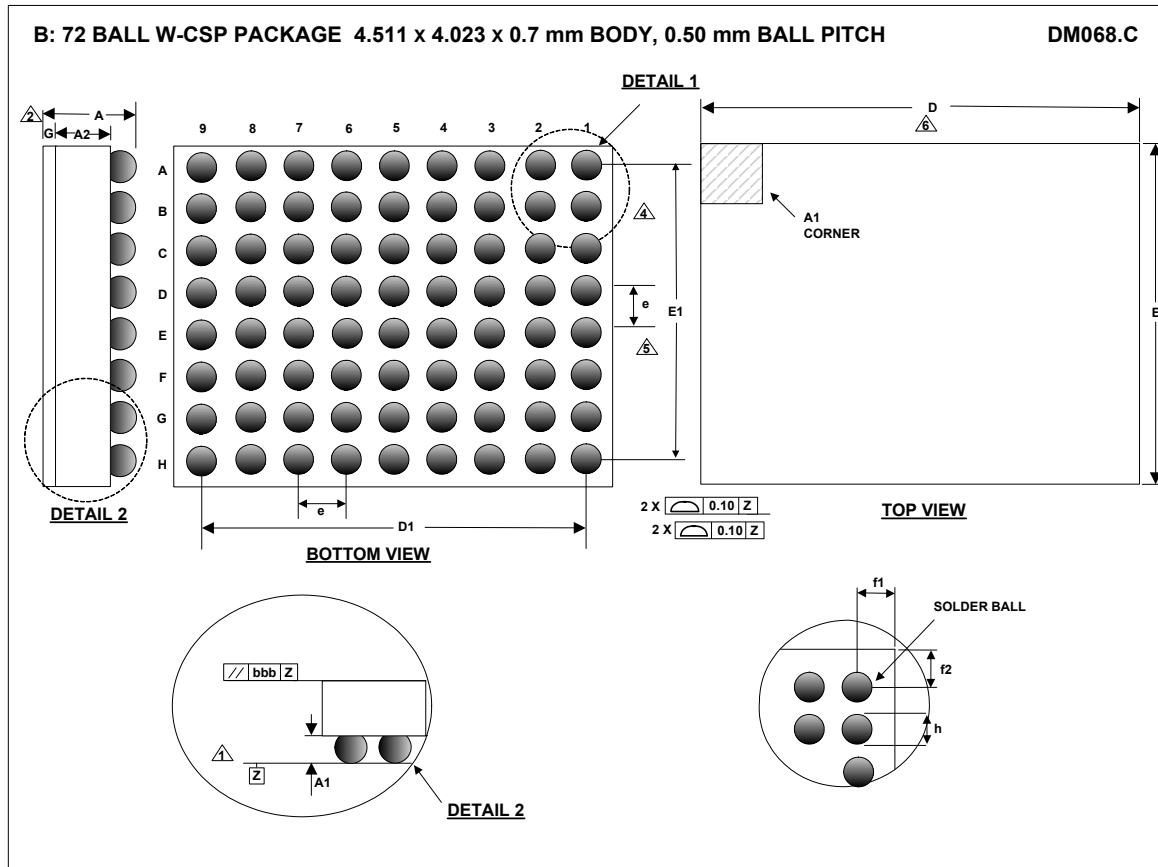 B: 72 BALL W-CSP PACKAGE 4.511 x 4.023 x 0.7 mm BODY, 0.50 mm BALL PITCH DM068.C
DETAIL 1
2 A
G A2
9 8 7 6 5 4 3 2 1
D
6
A
B
C
D
E
F
G
H
4
e
5
E1
A1
CORNER
E
DETAIL 2
e
D1
BOTTOM VIEW
2 X 0.10 Z
2 X 0.10 Z
TOP VIEW
// bbb Z
1
Z
A1
DETAIL 2
f1
SOLDER BALL
f2
h